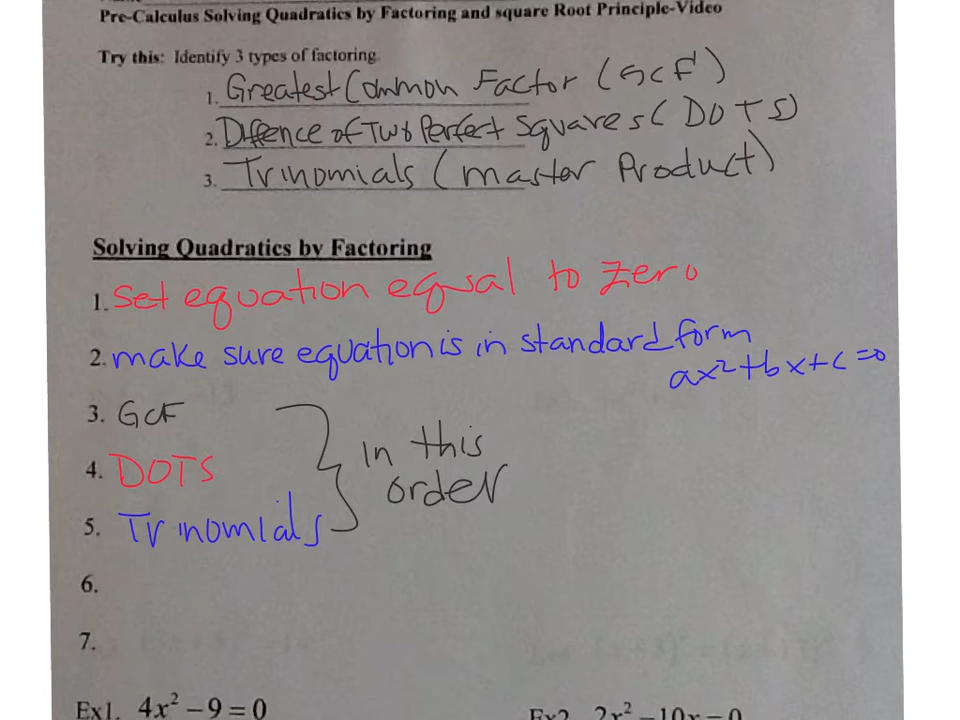 Pre-Calculus Solving Quadratics by Factoring and square Root Principle-Video
Try this: Identify 3 types of factoring
1. Greatest Common Factor (GCF)
2. Diffence of Two Perfect Squares (DOTS)
3. Trinomials (master Product)
Solving Quadratics by Factoring
1. Set equation equal to zero
2. make sure equation is in standard form
ax²+bx+c=0
3. GCF
4. DOTS
5. Trinomials
in this
order
6.
7.
Ex1. 4x² − 9 = 0
Ex2. 2x² − 10x = 0